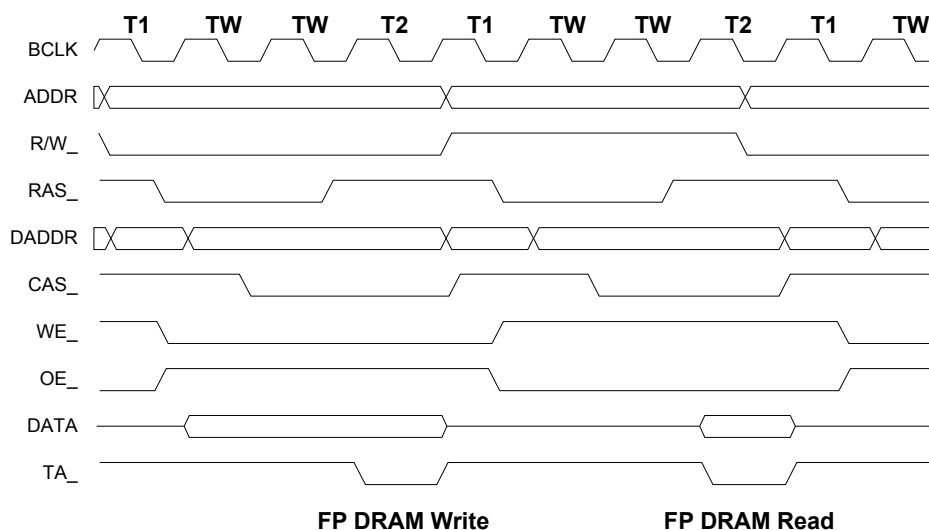 T1 TW TW T2 T1 TW TW T2 T1 TW
BCLK
ADDR
R/W_
RAS_
DADDR
CAS_
WE_
OE_
DATA
TA_
FP DRAM Write FP DRAM Read